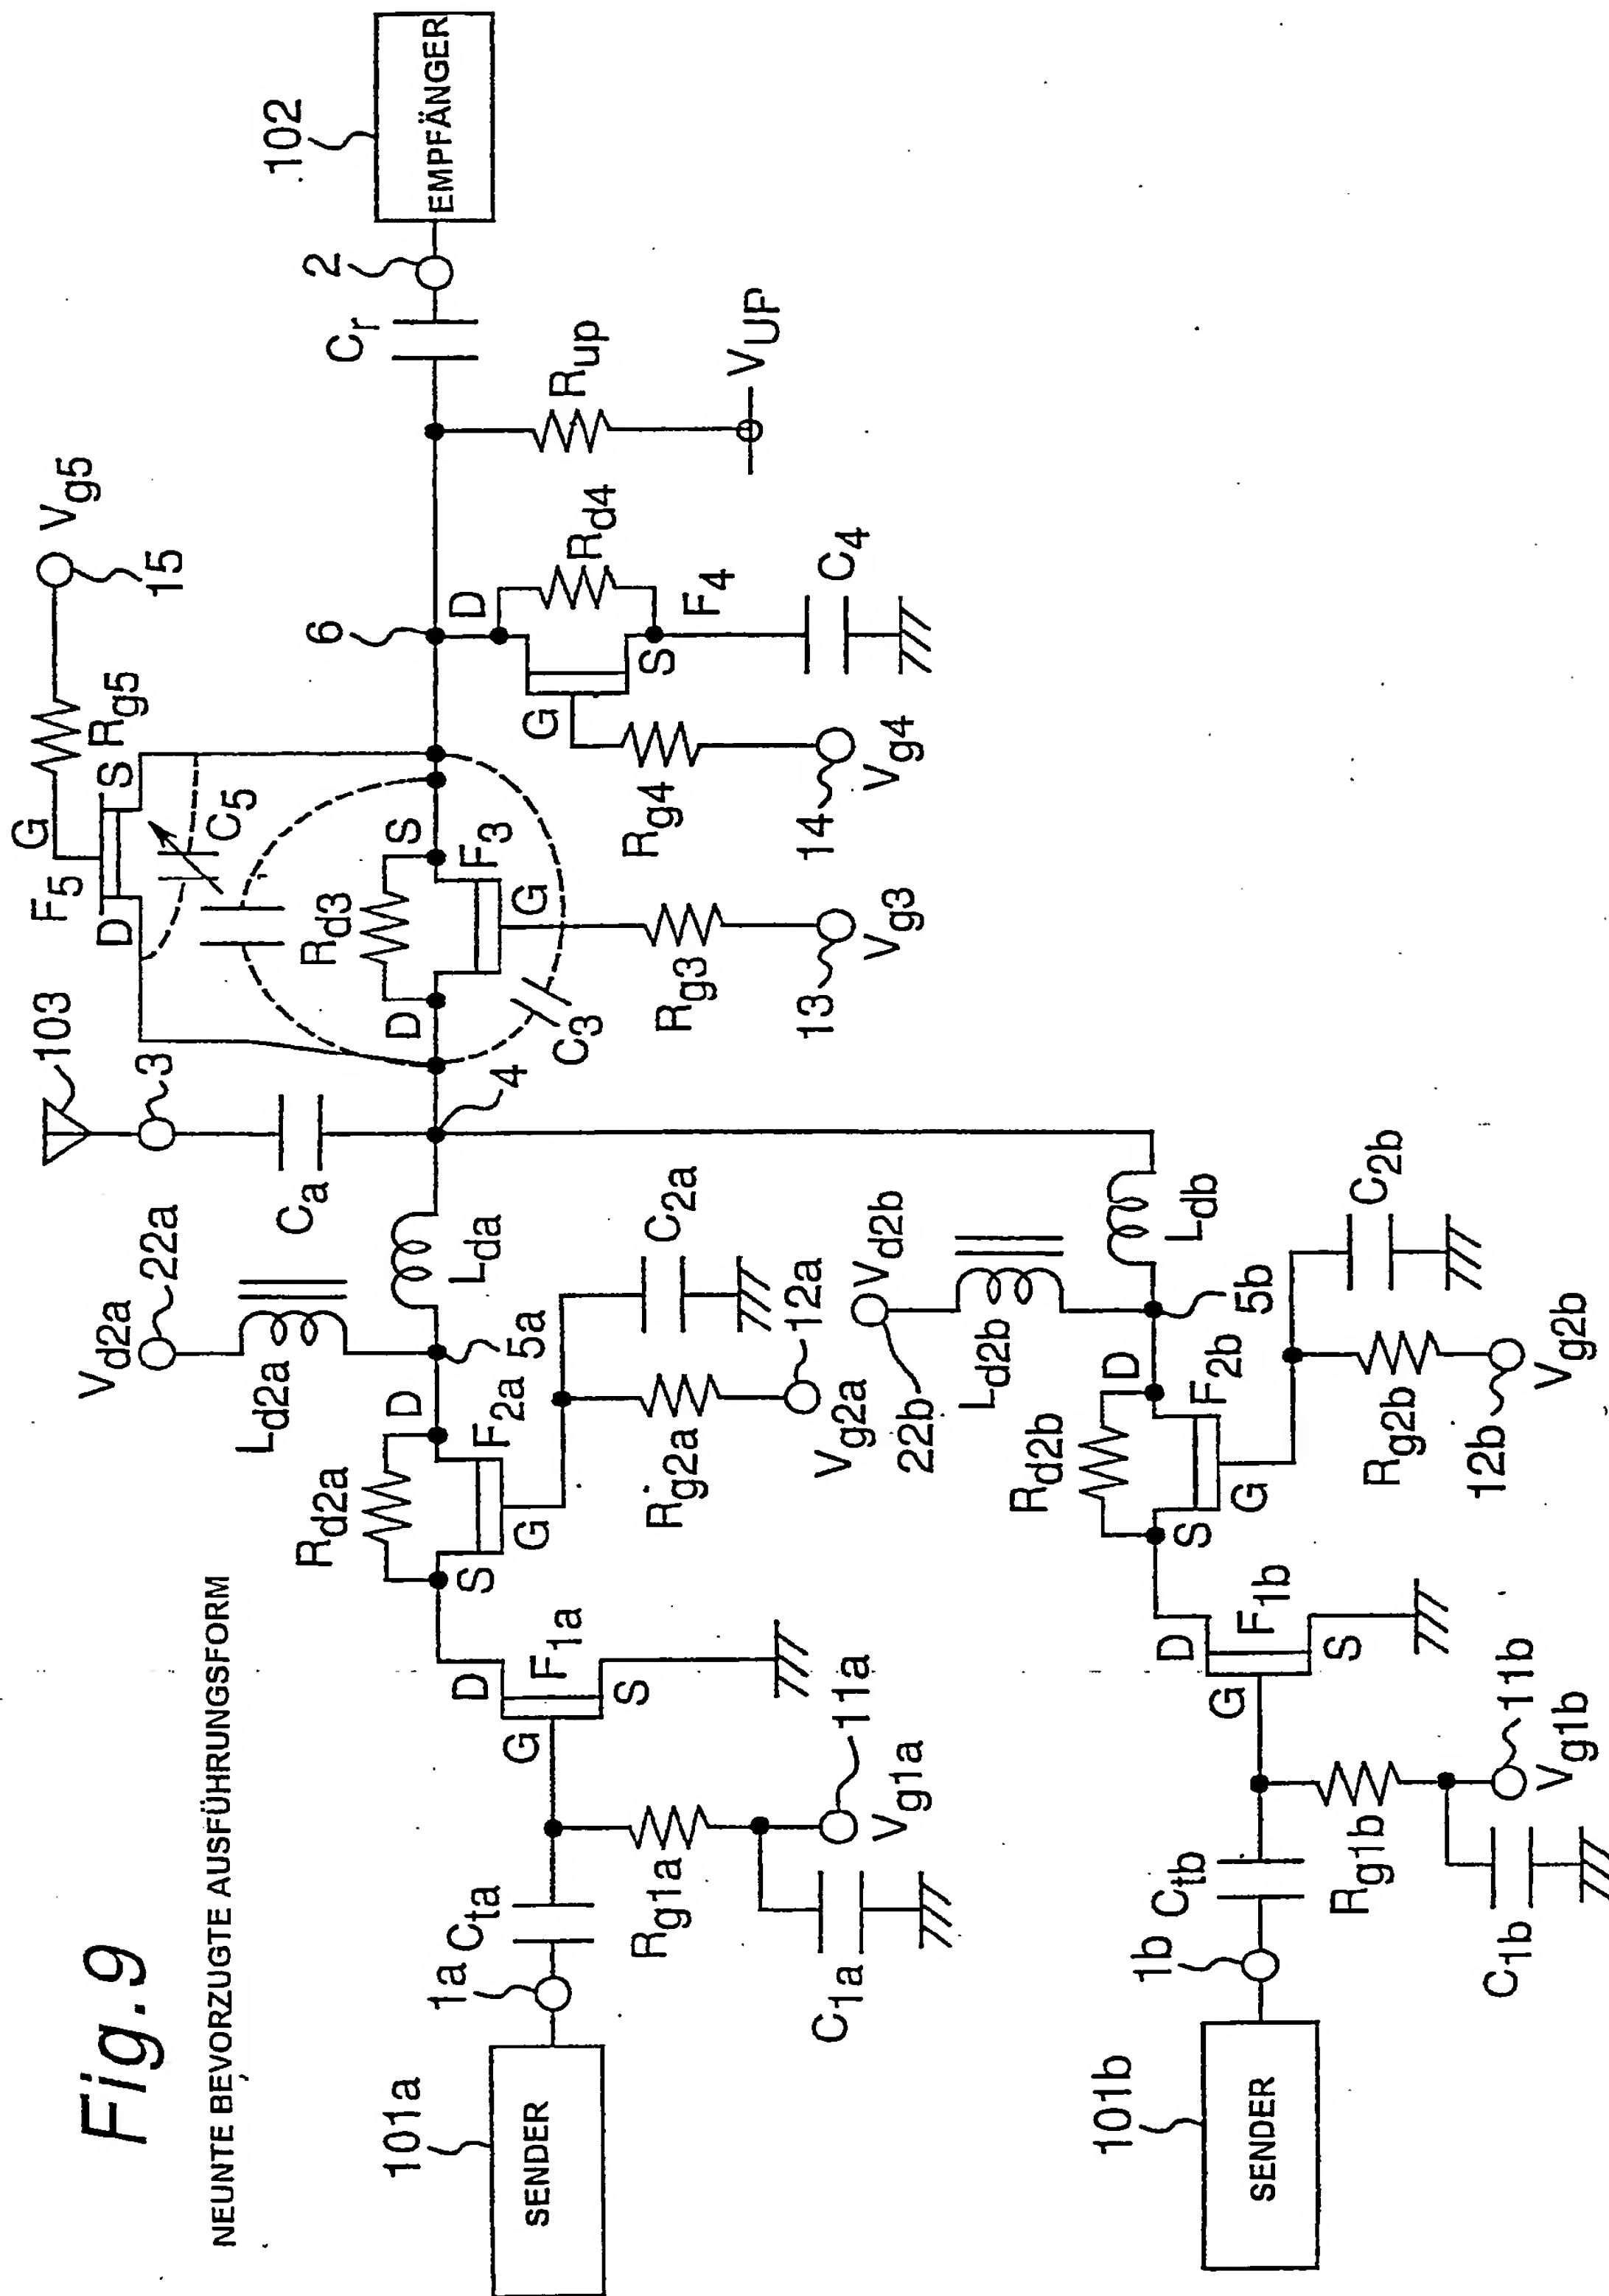 Fig.9
NEUNTE BEVORZUGTE AUSFÜHRUNGSFORM
101a
SENDER
1a
Cta
Rg1a
C1a
Vg1a
11a
G
D
S
F1a
Rd2a
S
D
G
F2a
Rg2a
Vg2a
12a
C2a
Vd2a
22a
Ld2a
5a
Lda
Ca
3
103
4
101b
SENDER
1b
Ctb
Rg1b
C1b
Vg1b
11b
G
D
S
F1b
Rd2b
S
D
G
F2b
Rg2b
12b
Vg2b
C2b
Vd2b
22b
Ld2b
5b
Ldb
F5
D
G
S
C5
Rg5
15
Vg5
Rd3
D
S
G
F3
C3
Rg3
13
Vg3
6
D
G
S
F4
Rd4
C4
Rg4
14
Vg4
Rup
VUP
Cr
2
102
EMPFÄNGER